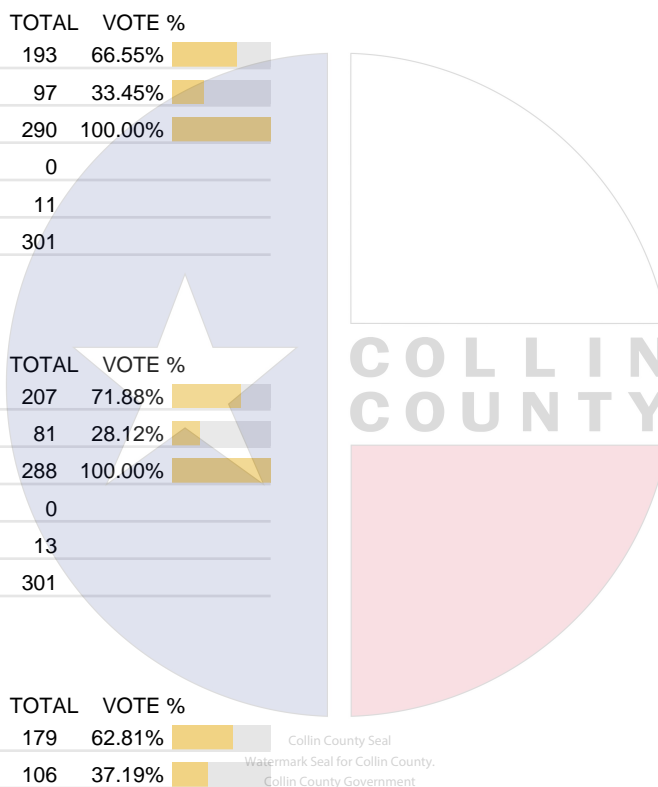 TOTAL VOTE %
193 66.55%
97 33.45%
290 100.00%
0
11
301
TOTAL VOTE %
207 71.88%
81 28.12%
288 100.00%
0
13
301
COLLIN
COUNTY
TOTAL VOTE %
179 62.81%
106 37.19%
Collin County Seal
Watermark Seal for Collin County.
Collin County Government